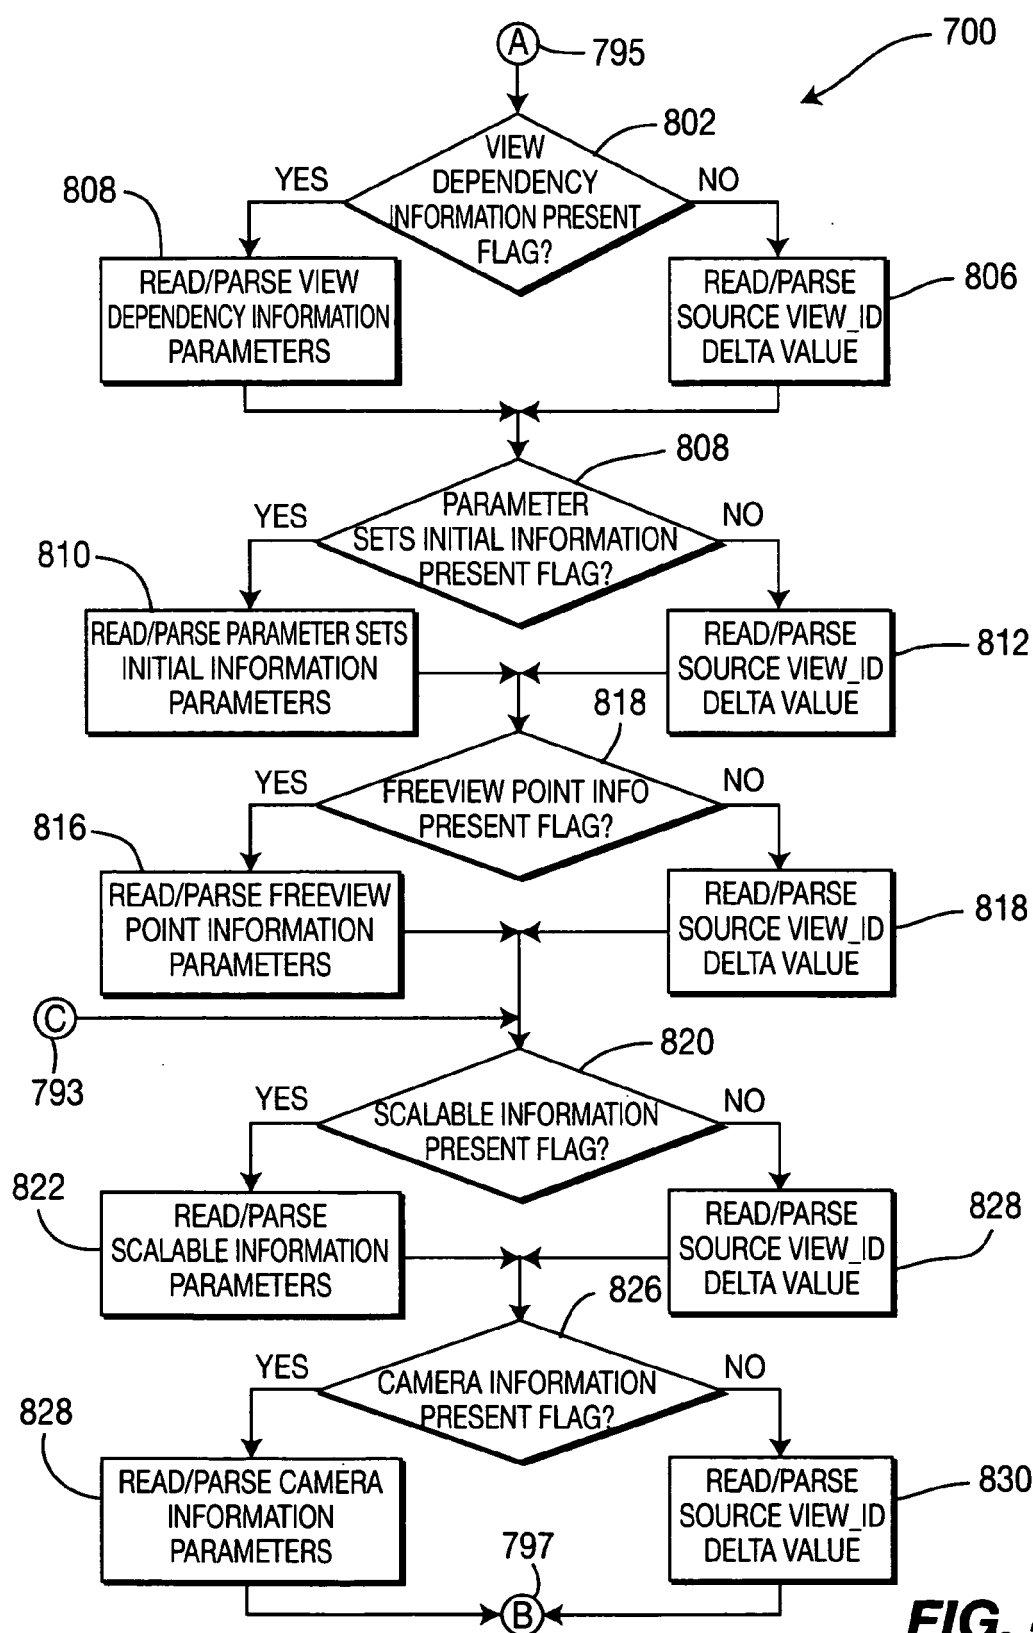 A
795
700
802
VIEW
DEPENDENCY
INFORMATION PRESENT
FLAG?
YES
NO
808
READ/PARSE VIEW
DEPENDENCY INFORMATION
PARAMETERS
READ/PARSE
SOURCE VIEW_ID
DELTA VALUE
806
808
PARAMETER
SETS INITIAL INFORMATION
PRESENT FLAG?
YES
NO
810
READ/PARSE PARAMETER SETS
INITIAL INFORMATION
PARAMETERS
READ/PARSE
SOURCE VIEW_ID
DELTA VALUE
812
818
FREEVIEW POINT INFO
PRESENT FLAG?
YES
NO
816
READ/PARSE FREEVIEW
POINT INFORMATION
PARAMETERS
READ/PARSE
SOURCE VIEW_ID
DELTA VALUE
818
C
793
820
SCALABLE INFORMATION
PRESENT FLAG?
YES
NO
822
READ/PARSE
SCALABLE INFORMATION
PARAMETERS
READ/PARSE
SOURCE VIEW_ID
DELTA VALUE
828
826
CAMERA INFORMATION
PRESENT FLAG?
YES
NO
828
READ/PARSE CAMERA
INFORMATION
PARAMETERS
READ/PARSE
SOURCE VIEW_ID
DELTA VALUE
830
797
B
FIG.